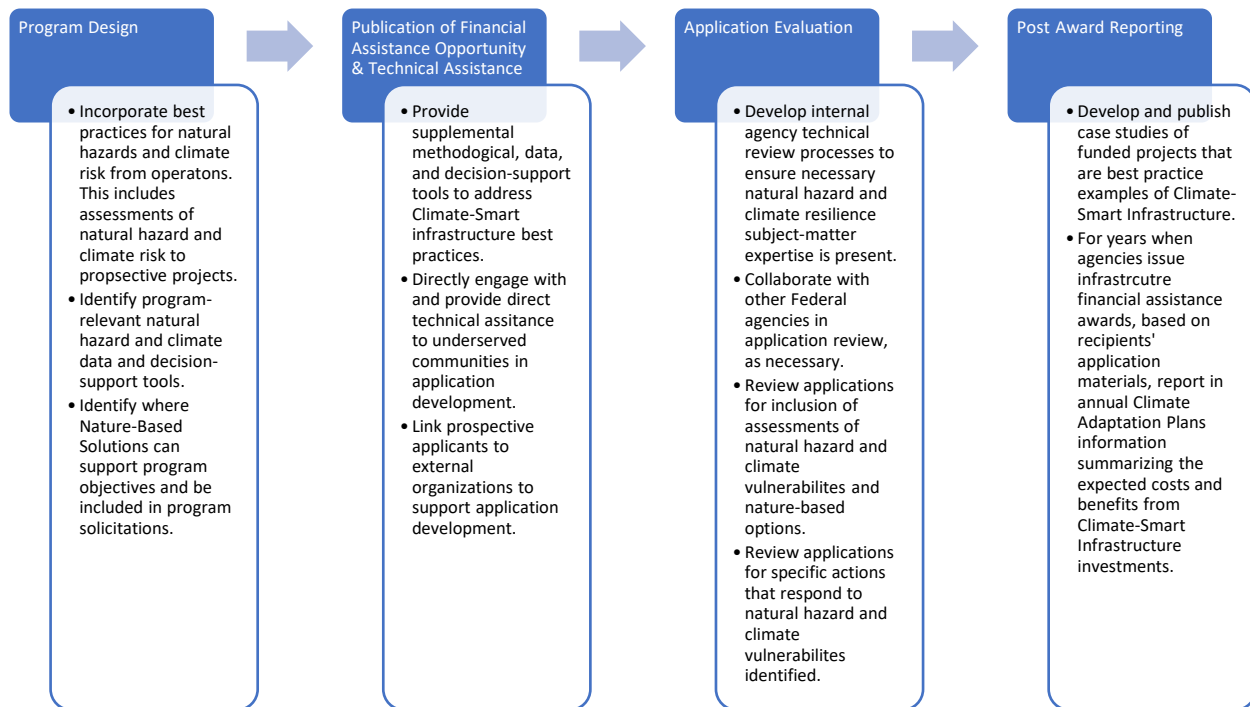 Program Design
• Incorporate best
practices for natural
hazards and climate
risk from operatons.
This includes
assessments of
natural hazard and
climate risk to
propsective projects.
• Identify program-
relevant natural
hazard and climate
data and decision-
support tools.
• Identify where
Nature-Based
Solutions can
support program
objectives and be
included in program
solicitations.
Publication of Financial
Assistance Opportunity
& Technical Assistance
• Provide
supplemental
methodogical, data,
and decision-support
tools to address
Climate-Smart
infrastructure best
practices.
• Directly engage with
and provide direct
technical assitance
to underserved
communities in
application
development.
• Link prospective
applicants to
external
organizations to
support application
development.
Application Evaluation
• Develop internal
agency technical
review processes to
ensure necessary
natural hazard and
climate resilience
subject-matter
expertise is present.
• Collaborate with
other Federal
agencies in
application review,
as necessary.
• Review applications
for inclusion of
assessments of
natural hazard and
climate
vulnerabilites and
nature-based
options.
• Review applications
for specific actions
that respond to
natural hazard and
climate
vulnerabilites
identified.
Post Award Reporting
• Develop and publish
case studies of
funded projects that
are best practice
examples of Climate-
Smart Infrastructure.
• For years when
agencies issue
infrastrcutre
financial assistance
awards, based on
recipients'
application
materials, report in
annual Climate
Adaptation Plans
information
summarizing the
expected costs and
benefits from
Climate-Smart
Infrastructure
investments.